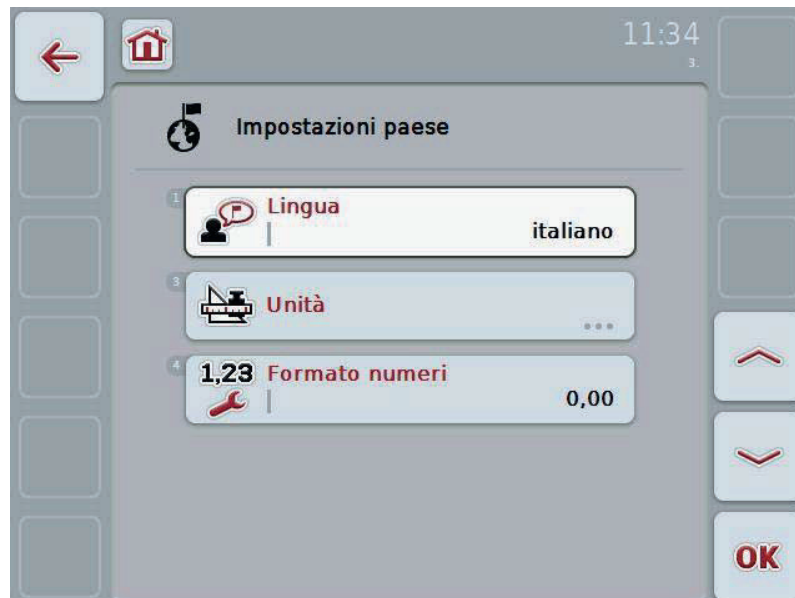 11:34
3.
Impostazioni paese
1
Lingua
italiano
3
Unità
...
4
1,23
Formato numeri
0,00
OK